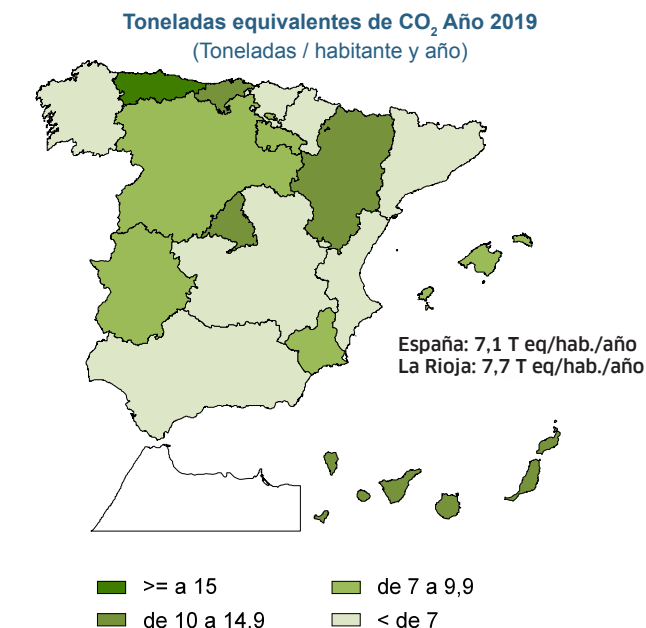 Toneladas equivalentes de CO₂ Año 2019
(Toneladas / habitante y año)
España: 7,1 T eq/hab./año
La Rioja: 7,7 T eq/hab./año
>= a 15
de 7 a 9,9
de 10 a 14,9
< de 7